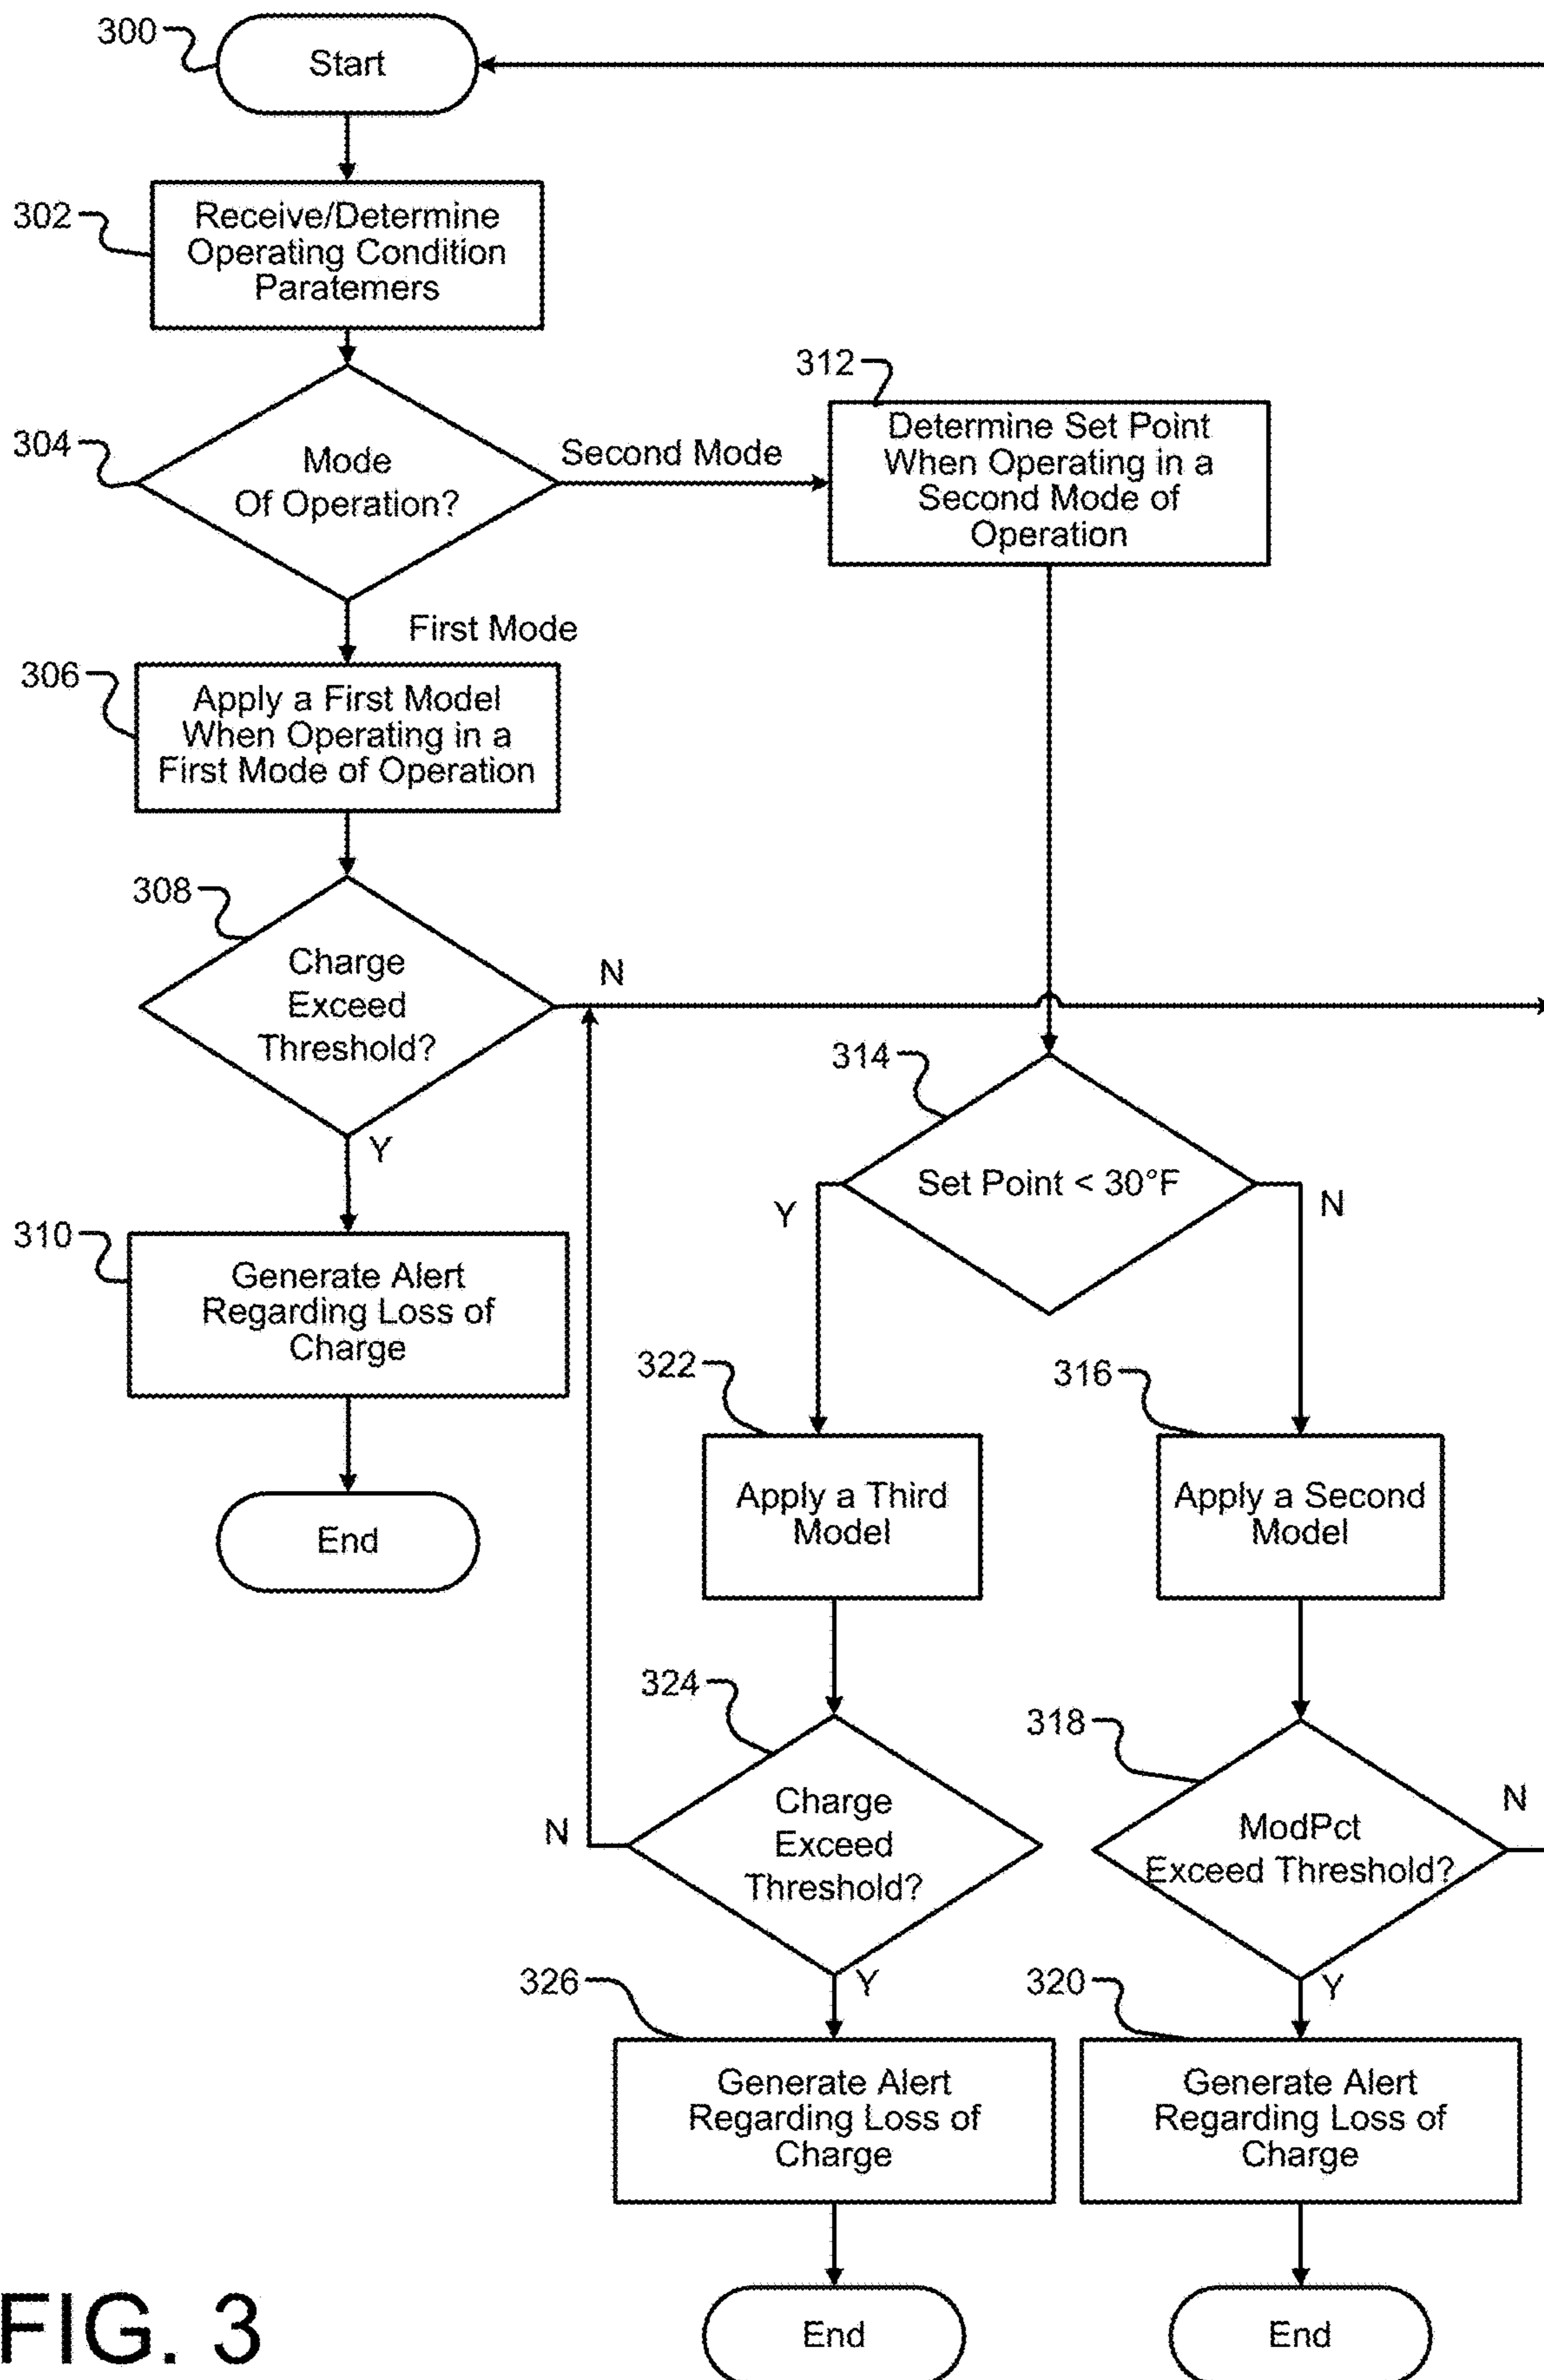 300
Start
302
Receive/Determine
Operating Condition
Paratemers
304
Mode
Of Operation?
Second Mode
312
Determine Set Point
When Operating in a
Second Mode of
Operation
First Mode
306
Apply a First Model
When Operating in a
First Mode of Operation
308
Charge
Exceed
Threshold?
N
Y
310
Generate Alert
Regarding Loss of
Charge
End
314
Set Point < 30°F
Y
N
322
Apply a Third
Model
316
Apply a Second
Model
324
Charge
Exceed
Threshold?
N
Y
318
ModPct
Exceed Threshold?
N
Y
326
Generate Alert
Regarding Loss of
Charge
320
Generate Alert
Regarding Loss of
Charge
End
End
FIG. 3